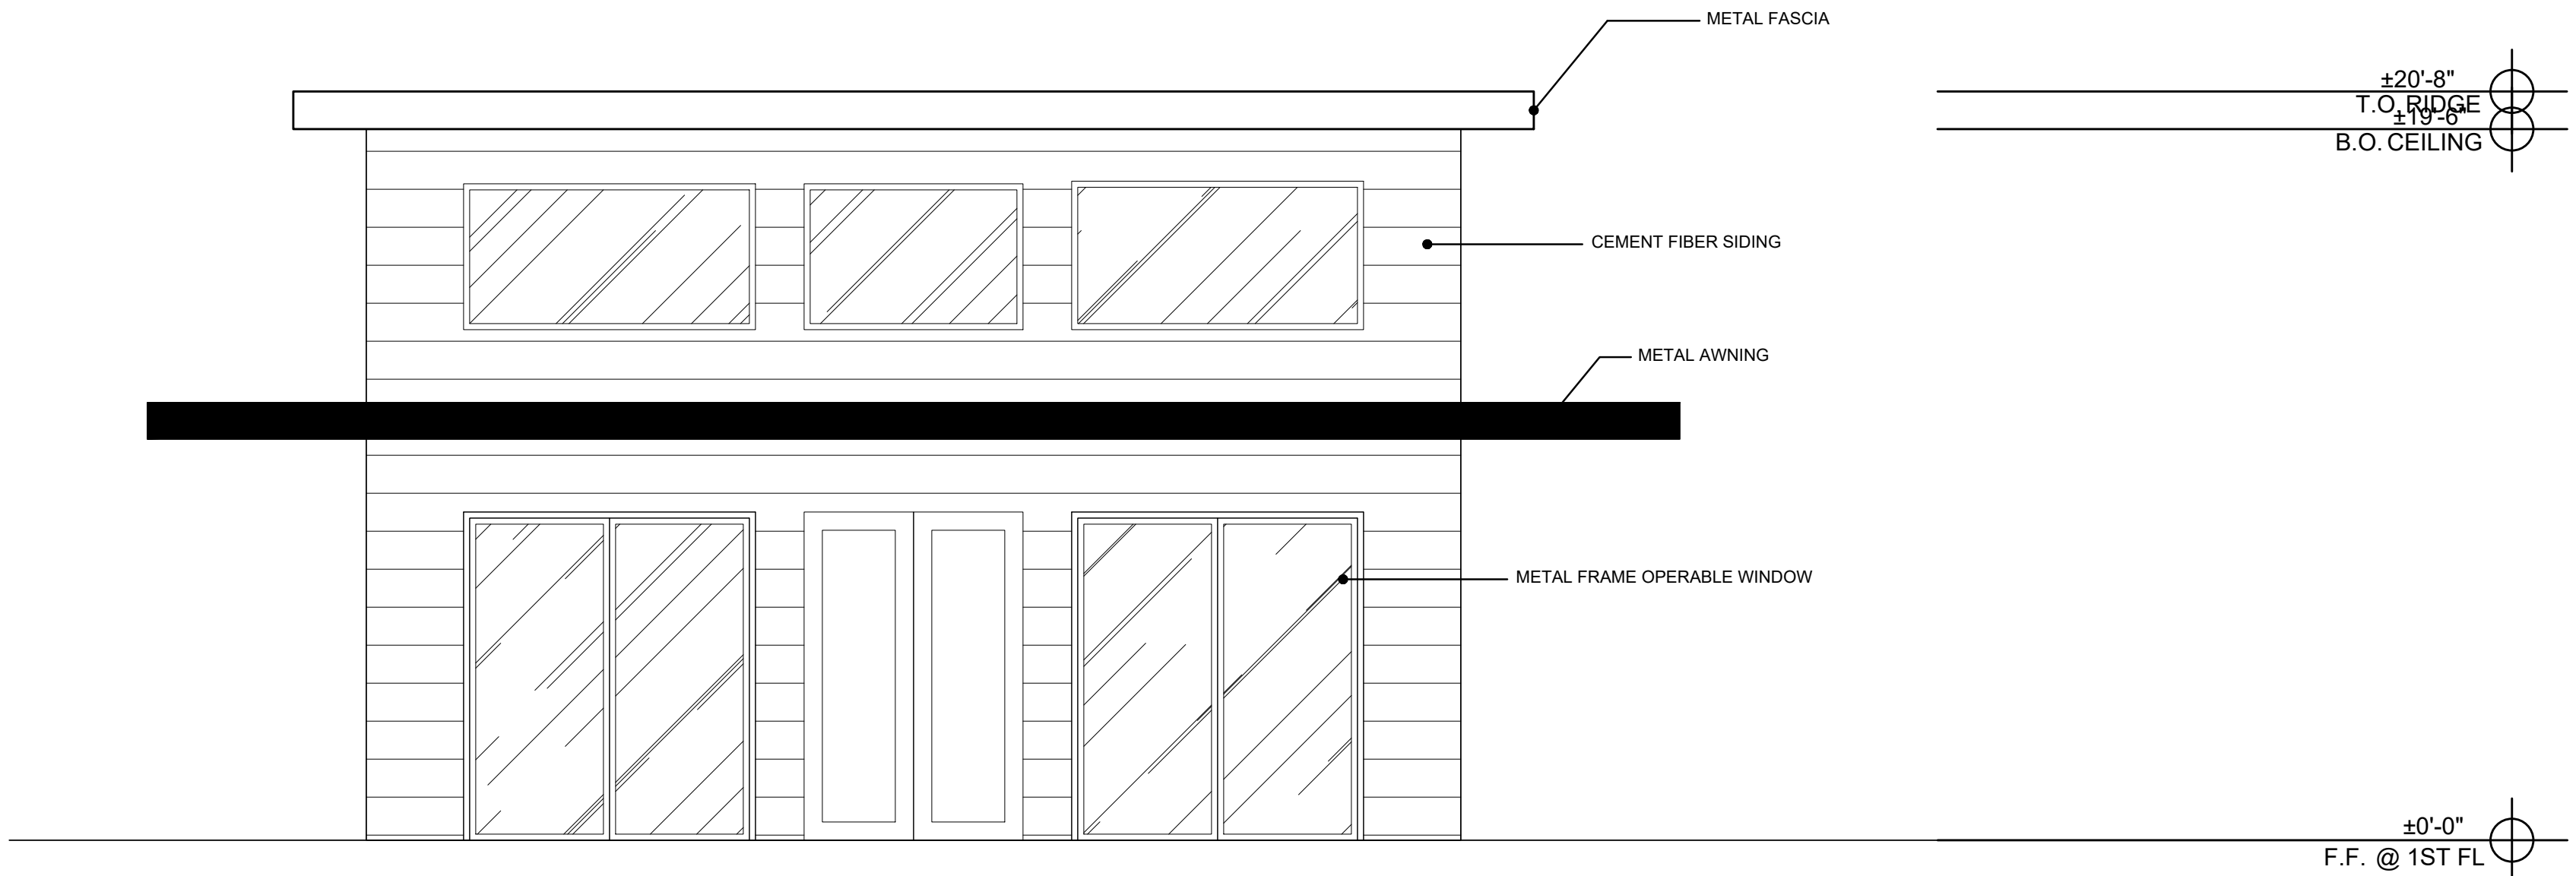 METAL FASCIA
±20'-8"
T.O. RIDGE
±19'-6"
B.O. CEILING
CEMENT FIBER SIDING
METAL AWNING
METAL FRAME OPERABLE WINDOW
±0'-0"
F.F. @ 1ST FL